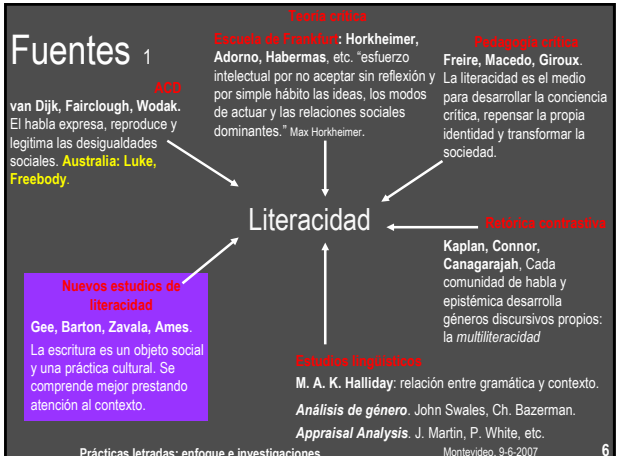 Fuentes 1
ACD
van Dijk, Fairclough, Wodak.
El habla expresa, reproduce y
legitima las desigualdades
sociales. Australia: Luke,
Freebody.
Teoría crítica
Escuela de Frankfurt: Horkheimer,
Adorno, Habermas, etc. “esfuerzo
intelectual por no aceptar sin reflexión y
por simple hábito las ideas, los modos
de actuar y las relaciones sociales
dominantes.” Max Horkheimer.
Pedagogía crítica
Freire, Macedo, Giroux.
La literacidad es el medio
para desarrollar la conciencia
crítica, repensar la propia
identidad y transformar la
sociedad.
Literacidad
Retórica contrastiva
Kaplan, Connor,
Canagarajah, Cada
comunidad de habla y
epistémica desarrolla
géneros discursivos propios:
la multiliteracidad
Nuevos estudios de
literacidad
Gee, Barton, Zavala, Ames.
La escritura es un objeto social
y una práctica cultural. Se
comprende mejor prestando
atención al contexto.
Estudios lingüísticos
M. A. K. Halliday: relación entre gramática y contexto.
Análisis de género. John Swales, Ch. Bazerman.
Appraisal Analysis. J. Martin, P. White, etc.
Prácticas letradas: enfoque e investigaciones
Montevideo, 9-6-2007
6